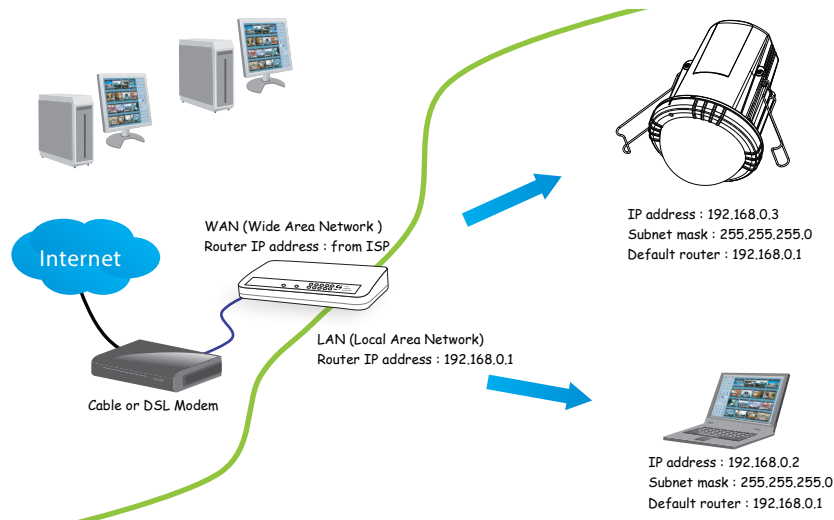 WAN (Wide Area Network )
Router IP address : from ISP
Internet
LAN (Local Area Network)
Router IP address : 192.168.0.1
Cable or DSL Modem
IP address : 192.168.0.3
Subnet mask : 255.255.255.0
Default router : 192.168.0.1
IP address : 192.168.0.2
Subnet mask : 255.255.255.0
Default router : 192.168.0.1